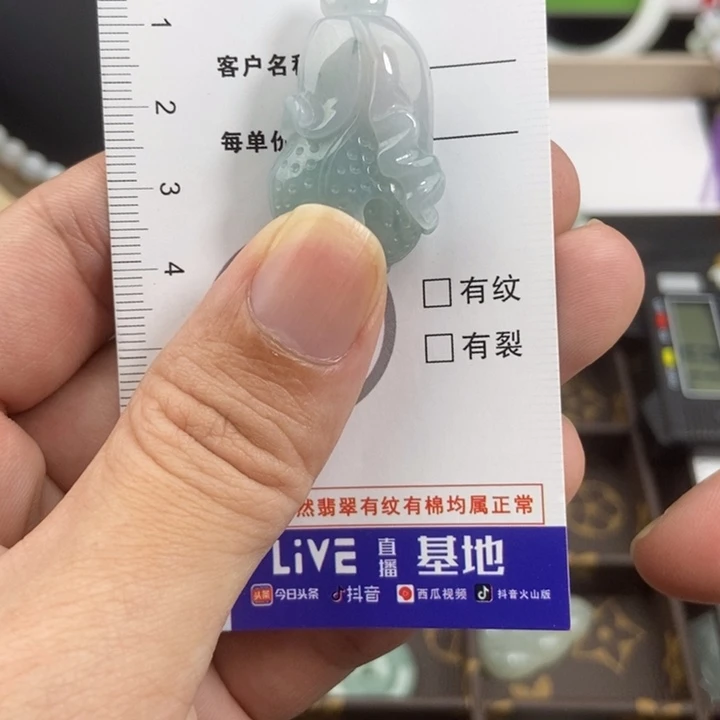 1
2
3
4
客户名
每单
□有纹
□有裂
然翡翠有纹有棉均属正常
LiVE 直播 基地
头条 今日头条 抖音 西瓜视频 抖音火山版